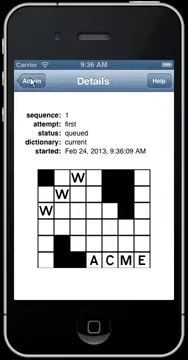 Carrier 9:36 AM
Admin Details Help
sequence: 1
attempt: first
status: queued
dictionary: current
started: Feb 24, 2013, 9:36:09 AM
W
W
W
A C M E